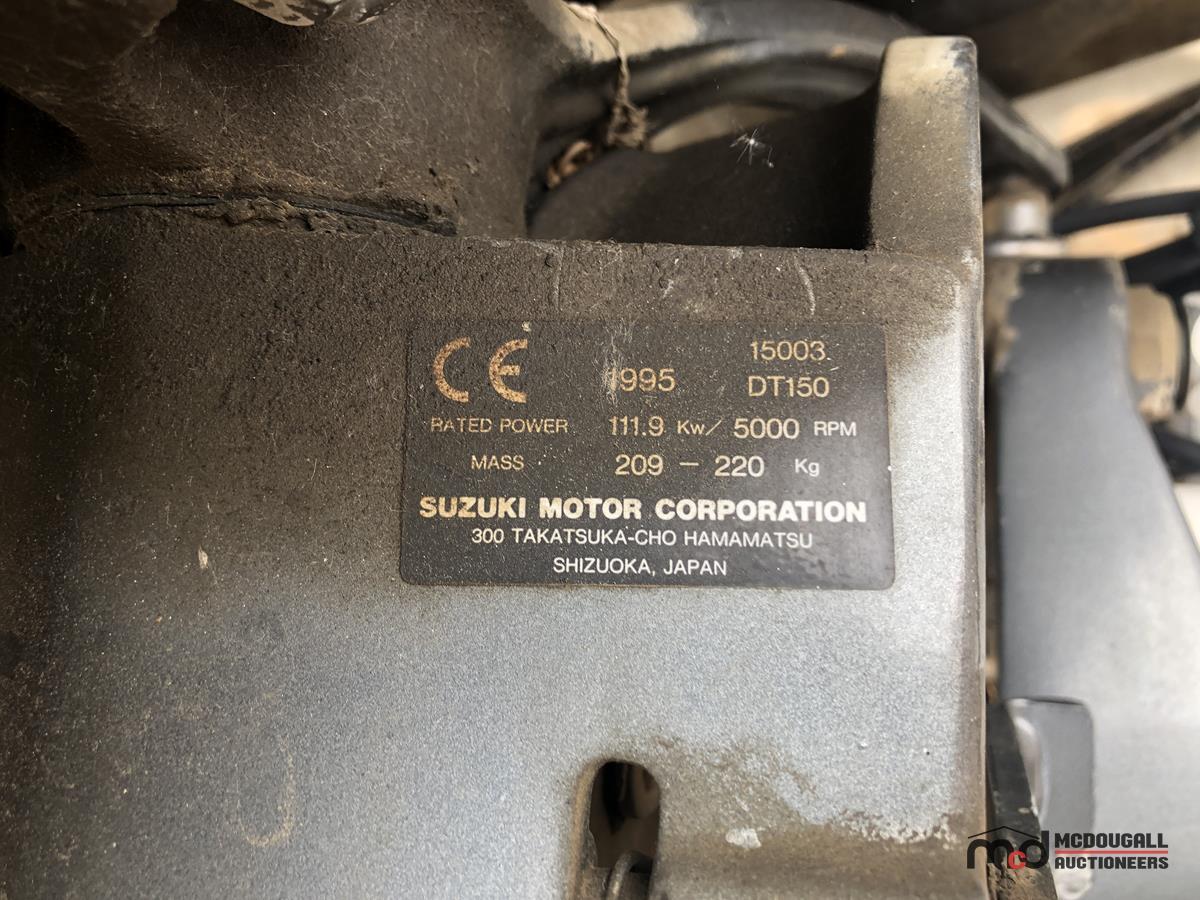 CE 1995 15003
DT150
RATED POWER 111.9 Kw/ 5000 RPM
MASS 209 – 220 Kg
SUZUKI MOTOR CORPORATION
300 TAKATSUKA-CHO HAMAMATSU
SHIZUOKA, JAPAN
mcd MCDOUGALL
AUCTIONEERS